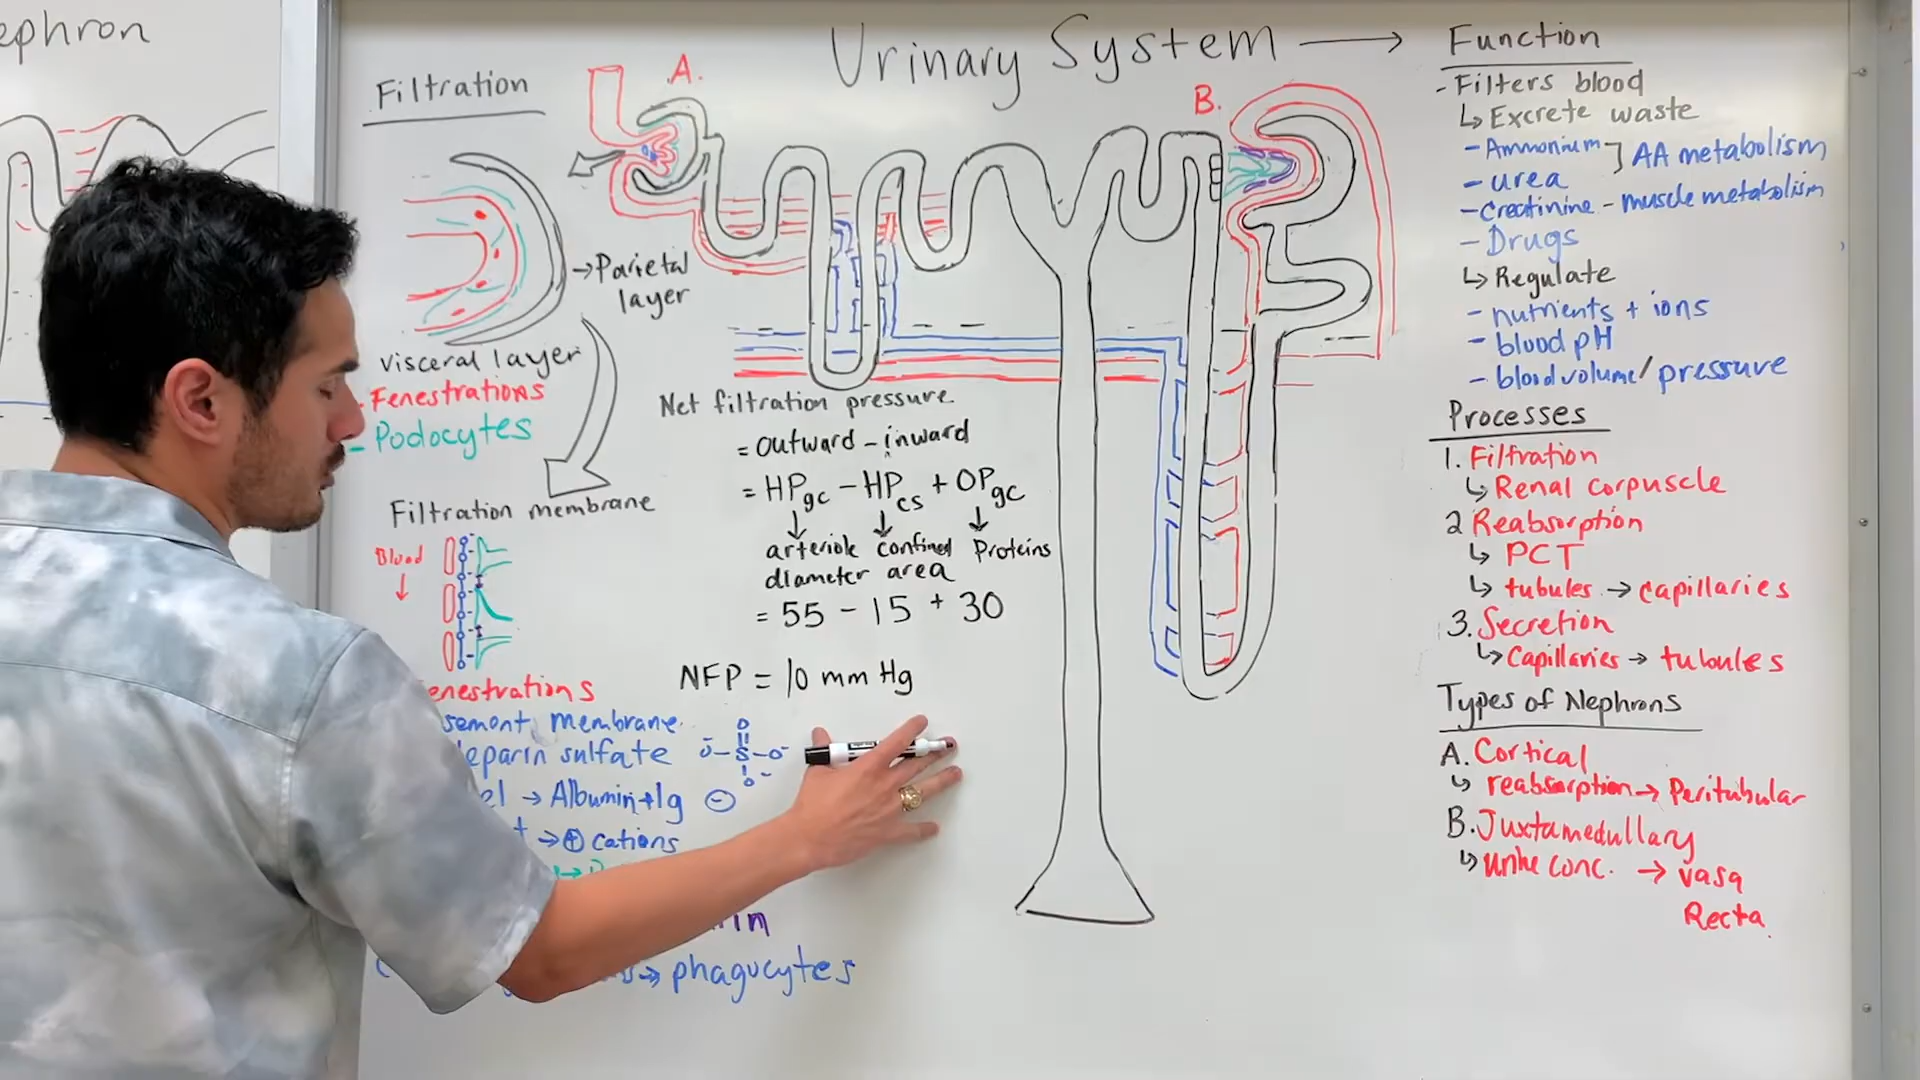 ephron
Urinary System →
Filtration
A.
B.
→ Parietal
layer
Visceral layer
- Fenestrations
- Podocytes
Filtration membrane
Blood
↓
enestrations
sement membrane
eparin sulfate
el → Albumin + Ig
+ → ⊕ cations
O
O⁻ – S – O⁻
O⁻
⊖
in
→ phagocytes
Net filtration pressure
= outward – inward
= HPgc – HPcs + OPgc
↓ ↓ ↓
arteriole confined Proteins
diameter area
= 55 – 15 + 30
NFP = 10 mm Hg
Function
- Filters blood
↳ Excrete waste
- Ammonium ] AA metabolism
- urea
- Creatinine - muscle metabolism
- Drugs
↳ Regulate
- nutrients + ions
- blood pH
- blood volume / pressure
Processes
1. Filtration
↳ Renal corpuscle
2 Reabsorption
↳ PCT
↳ tubules → capillaries
3. Secretion
↳ Capillaries → tubules
Types of Nephrons
A. Cortical
↳ reabsorption → Peritubular
B. Juxtamedullary
↳ urine conc. → vasa
Recta